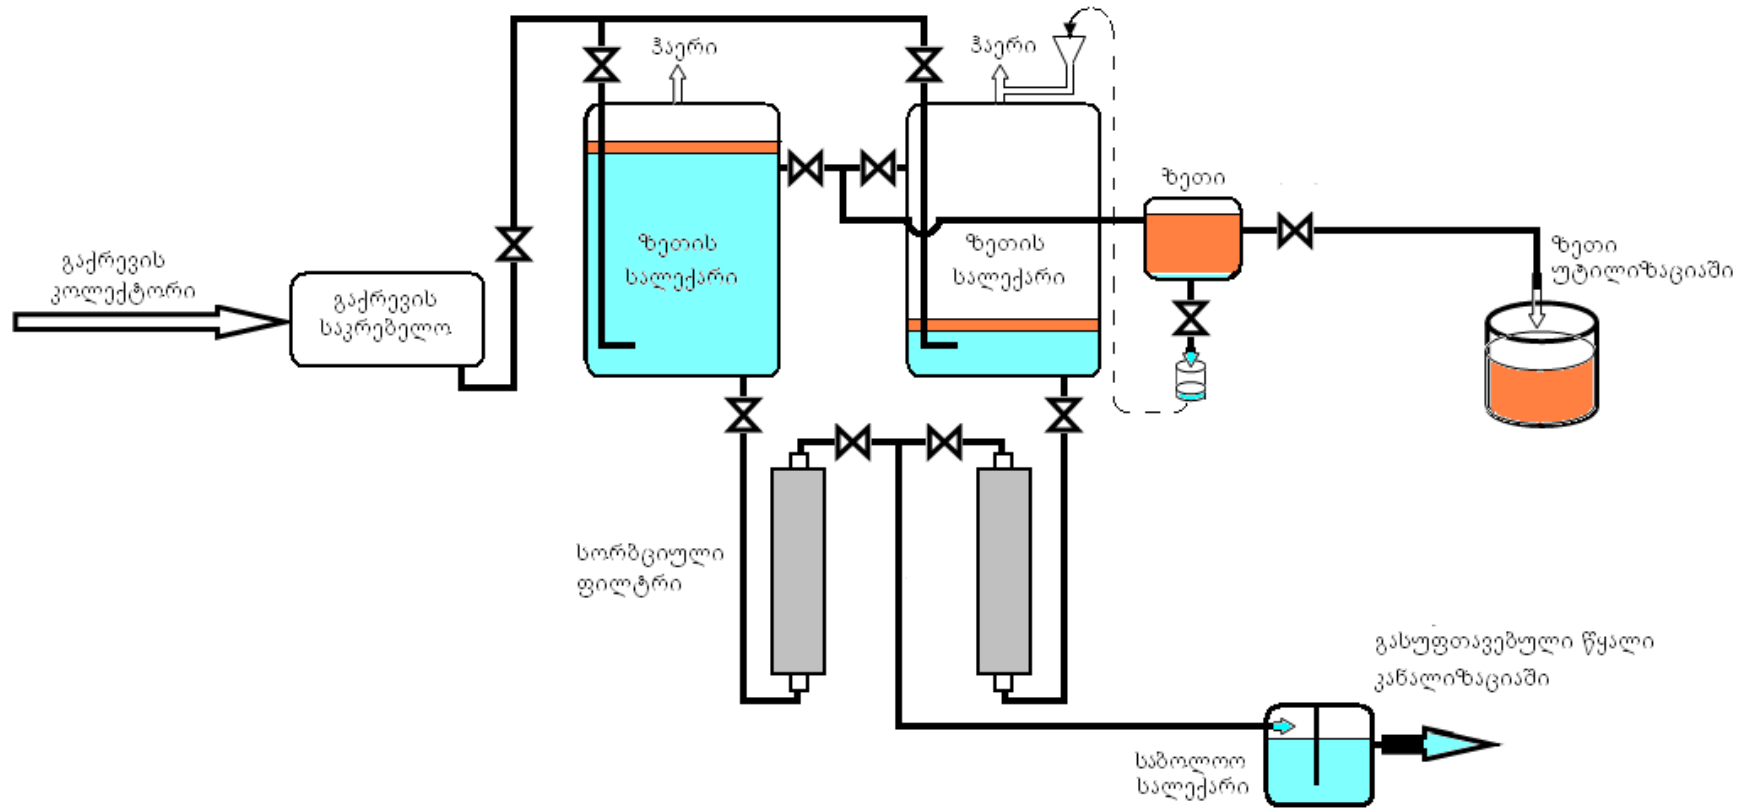 ჰაერი
ჰაერი
ზეთი
გაქრევის
კოლექტორი
გაქრევის
საკრებელო
ზეთის
სალექარი
ზეთის
სალექარი
ზეთი
უტილიზაციაში
სორბციული
ფილტრი
გასუფთავებული წყალი
კანალიზაციაში
საბოლოო
სალექარი